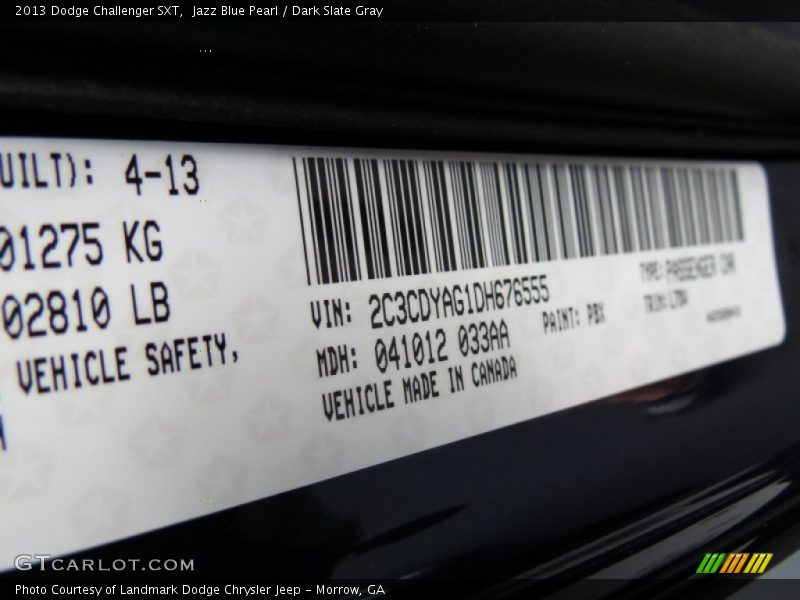 2013 Dodge Challenger SXT,  Jazz Blue Pearl / Dark Slate Gray
UILT): 4-13
01275 KG
02810 LB
VEHICLE SAFETY,
VIN: 2C3CDYAG1DH676555
MDH: 041012 033AA
PAINT: PBX
VEHICLE MADE IN CANADA
TYPE: PASSENGER CAR
TRIM:
GTCARLOT.COM
Photo Courtesy of Landmark Dodge Chrysler Jeep - Morrow, GA